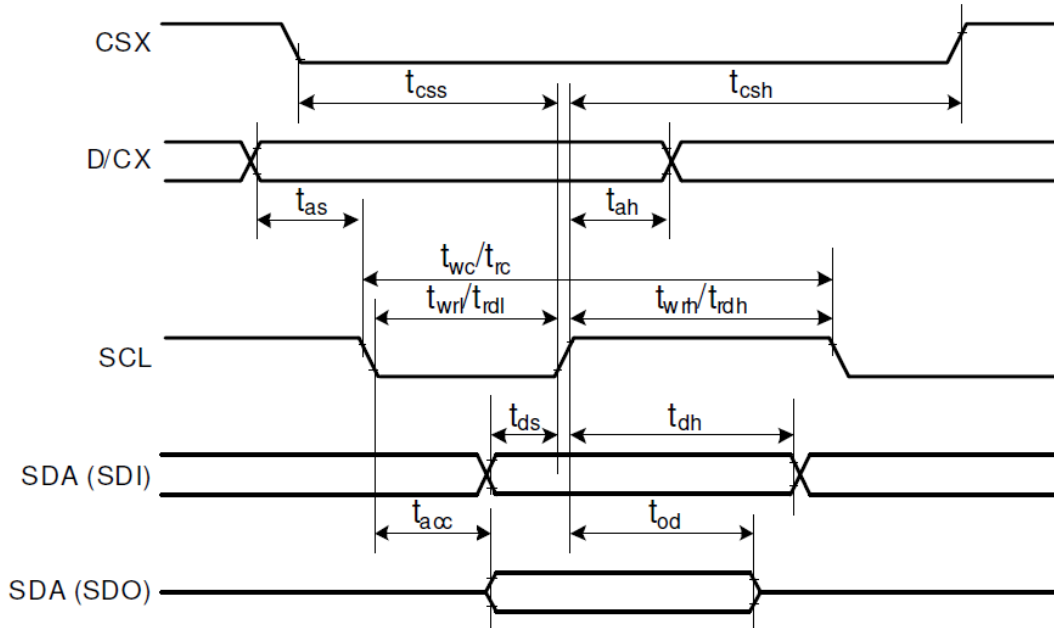 CSX
tcss
tcsh
D/CX
tas
tah
twc/trc
twrl/trdl
twrh/trdh
SCL
tds
tdh
SDA (SDI)
tacc
tod
SDA (SDO)